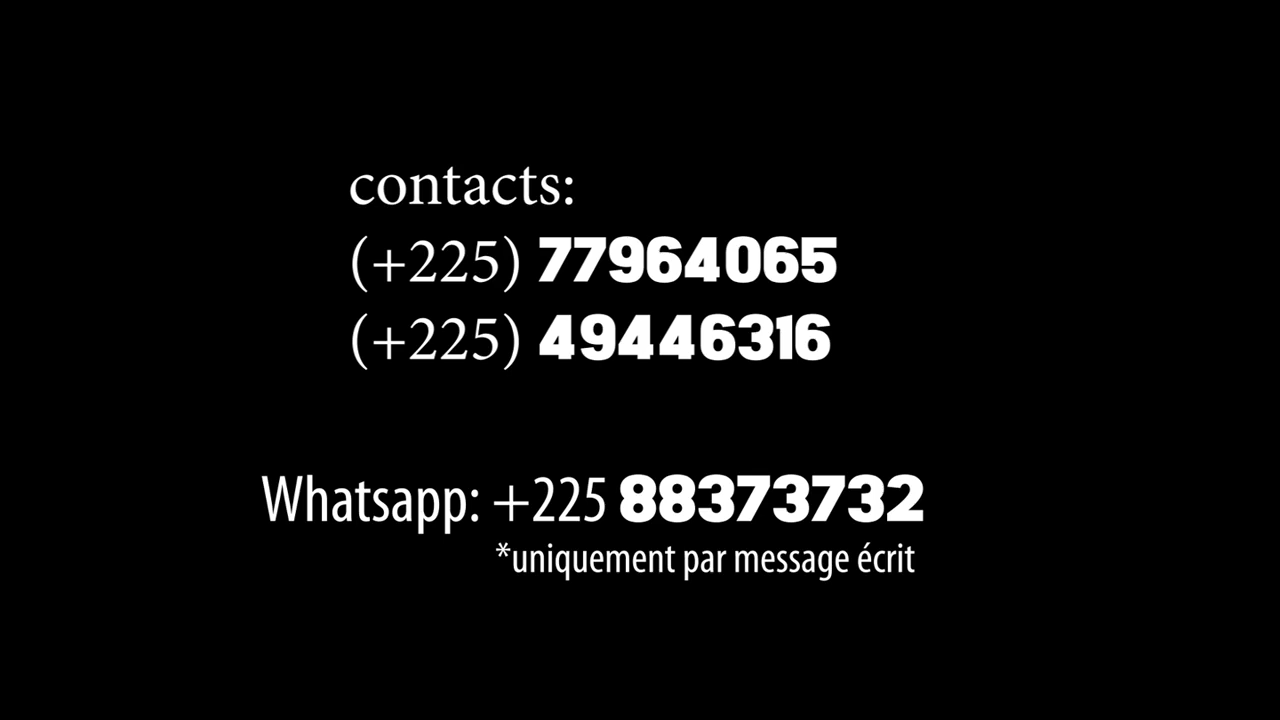 contacts:
(+225) 77964065
(+225) 49446316
Whatsapp: +225 88373732
*uniquement par message écrit